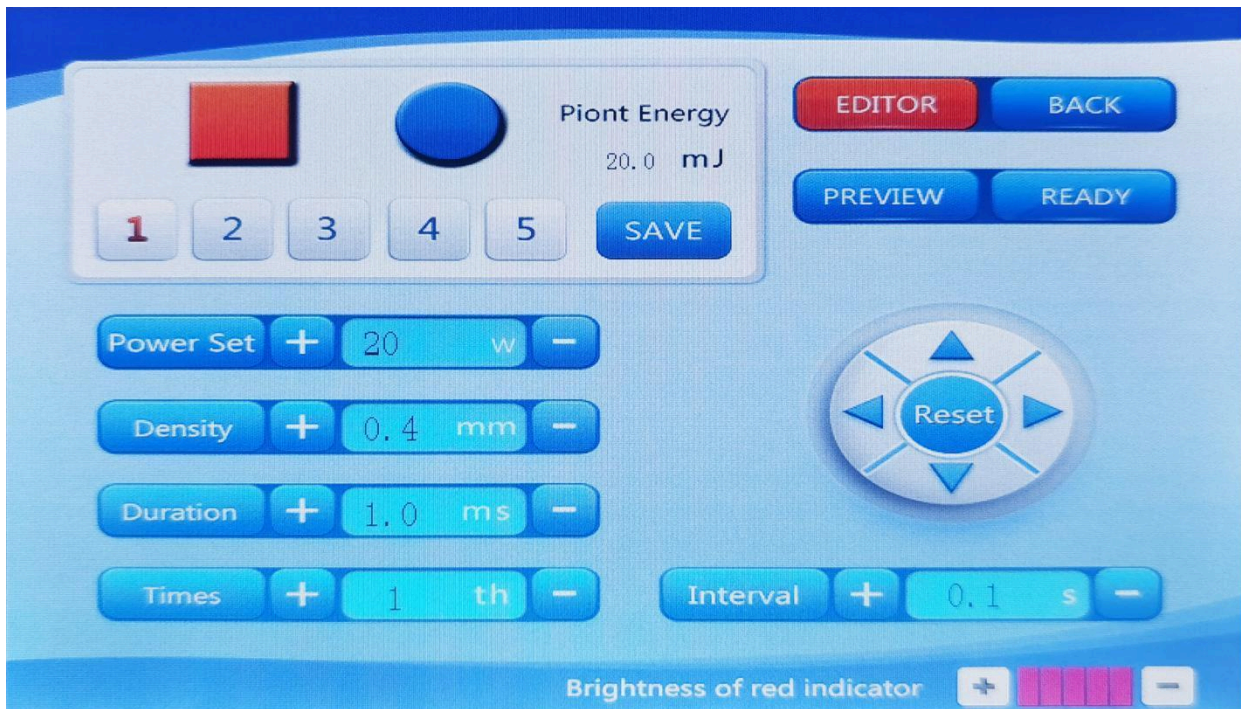 Piont Energy
20.0 mJ
1 2 3 4 5 SAVE
EDITOR BACK
PREVIEW READY
Power Set + 20 w -
Density + 0.4 mm -
Duration + 1.0 ms -
Times + 1 th -
Reset
Interval + 0.1 s -
Brightness of red indicator + -